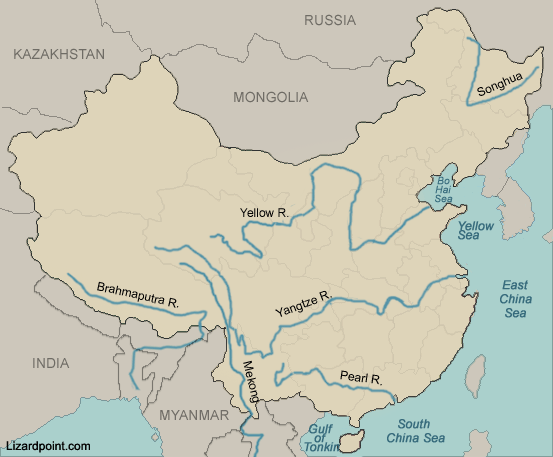 RUSSIA
KAZAKHSTAN
MONGOLIA
Songhua
Bo
Hai
Sea
Yellow R.
Yellow
Sea
Brahmaputra R.
Yangtze R.
East
China
Sea
INDIA
Mekong
Pearl R.
MYANMAR
Gulf
of
Tonkin
South
China Sea
Lizardpoint.com